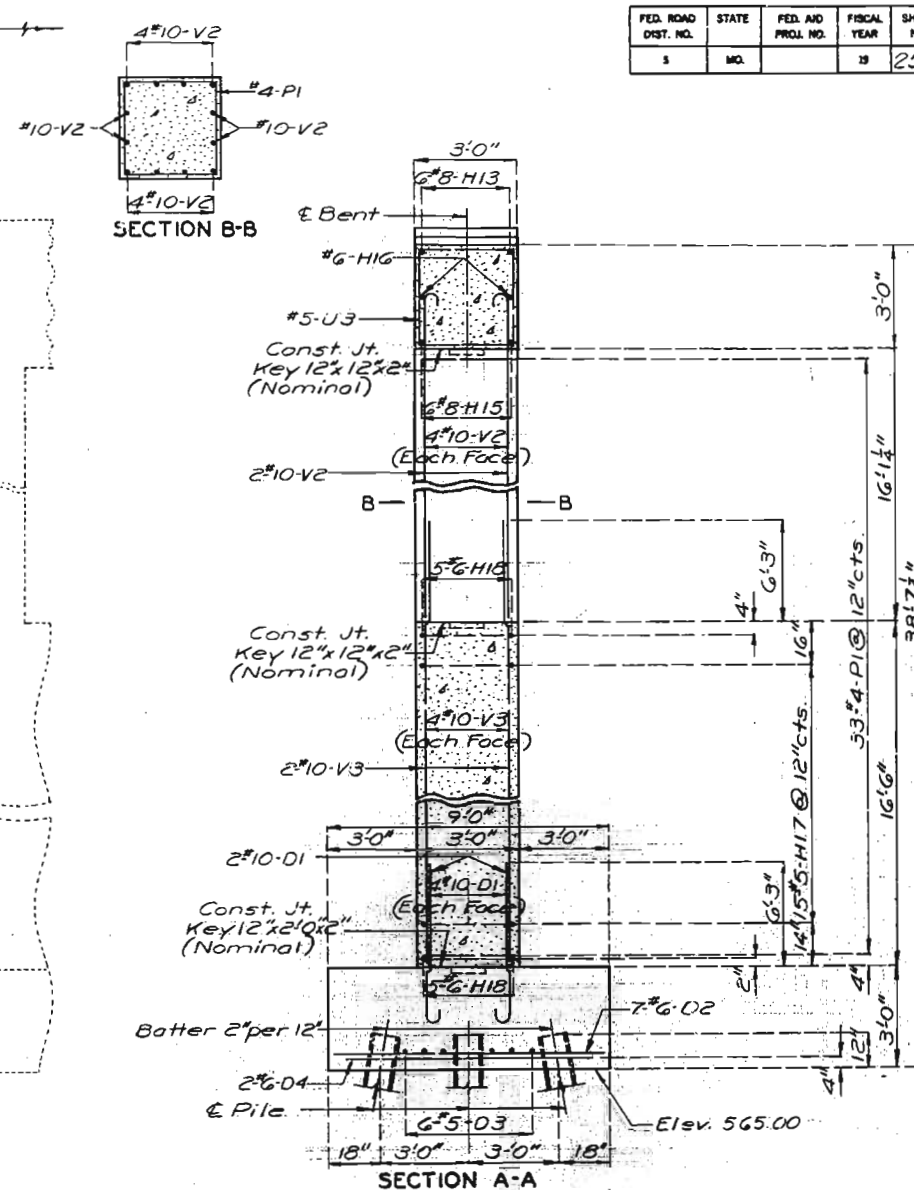 FED. ROAD DIST. NO. STATE FED. AID PROJ. NO. FISCAL YEAR
5 MO. 19
4#10-V2
#4-P1
#10-V2 #10-V2
4#10-V2
SECTION B-B
3'-0"
6#8-H13
℄ Bent
#6-H16
#5-U3
3'-0"
Const. Jt.
Key 12"x12"x2"
(Nominal)
6#8-H15
4#10-V2
(Each Face)
2#10-V2
16'-1¼"
B B
5-#6-H18
6'-3"
4"
Const. Jt.
Key 12"x12"x2"
(Nominal)
16"
33-#4-P1@12"cts.
4#10-V3
(Each Face)
2#10-V3
15#5-H17@12"cts.
16'-6"
9'-0"
3'-0" 3'-0" 3'-0"
2#10-D1
4#10-D1
(Each Face)
6'-3"
14"
Const. Jt.
Key 12"x2'0"x2"
(Nominal)
2"
4"
5-#6-H18
Batter 2" per 12"
7-#6-D2
3'-0"
12"
2#6-D4
4"
℄ Pile
6#5-D3
Elev. 565.00
18" 3'-0" 3'-0" 18"
SECTION A-A